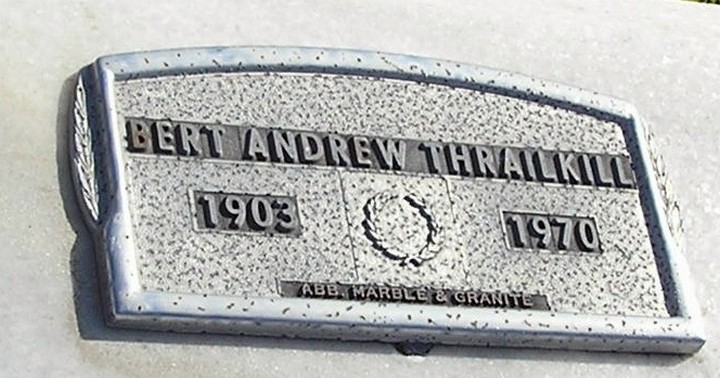 BERT ANDREW THRAILKILL
1903 1970
ABB. MARBLE & GRANITE